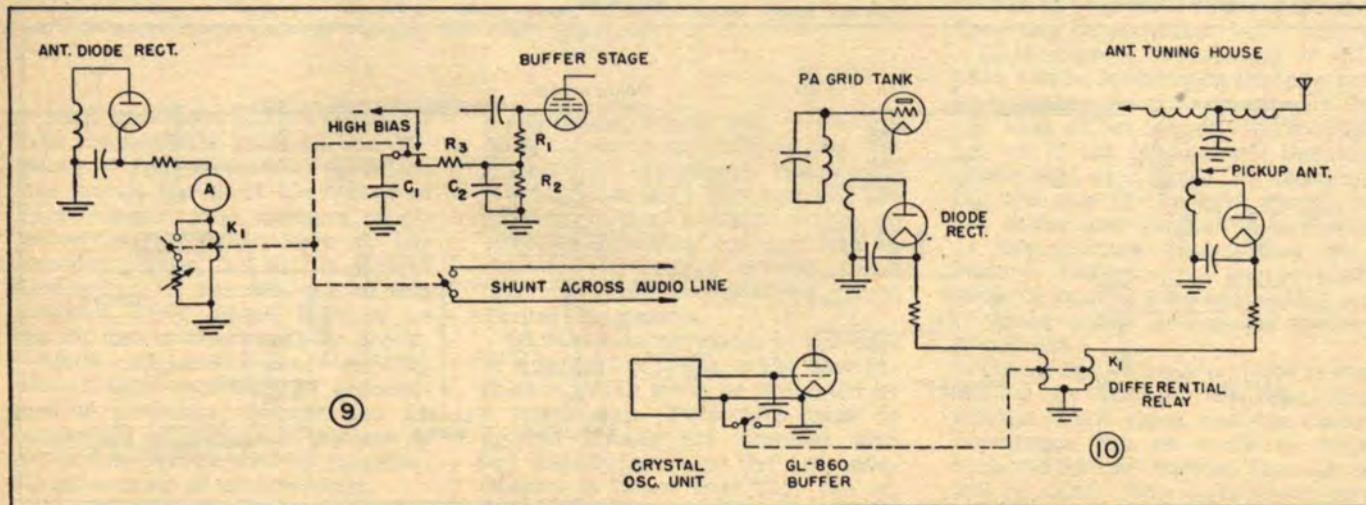 ANT. DIODE RECT.
BUFFER STAGE
HIGH BIAS
R1
R3
R2
C1
C2
A
K1
SHUNT ACROSS AUDIO LINE
9
PA GRID TANK
ANT. TUNING HOUSE
PICKUP ANT.
DIODE
RECT.
K1
DIFFERENTIAL
RELAY
CRYSTAL
OSC. UNIT
GL-860
BUFFER
10